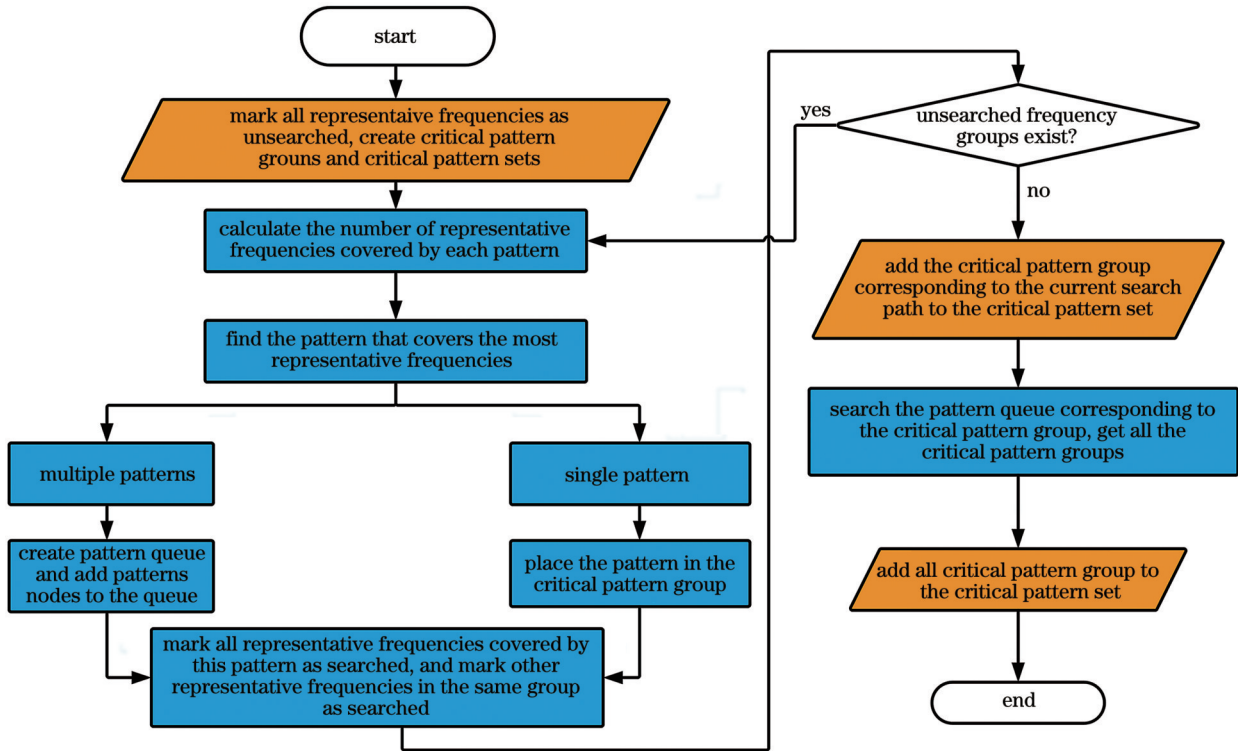 start
mark all representaive frequencies as
unsearched, create critical pattern
grouns and critical pattern sets
calculate the number of representative
frequencies covered by each pattern
find the pattern that covers the most
representative frequencies
multiple patterns
single pattern
create pattern queue
and add patterns
nodes to the queue
place the pattern in the
critical pattern group
mark all representative frequencies covered by
this pattern as searched, and mark other
representative frequencies in the same group
as searched
unsearched frequency
groups exist?
yes
no
add the critical pattern group
corresponding to the current search
path to the critical pattern set
search the pattern queue corresponding to
the critical pattern group, get all the
critical pattern groups
add all critical pattern group to
the critical pattern set
end